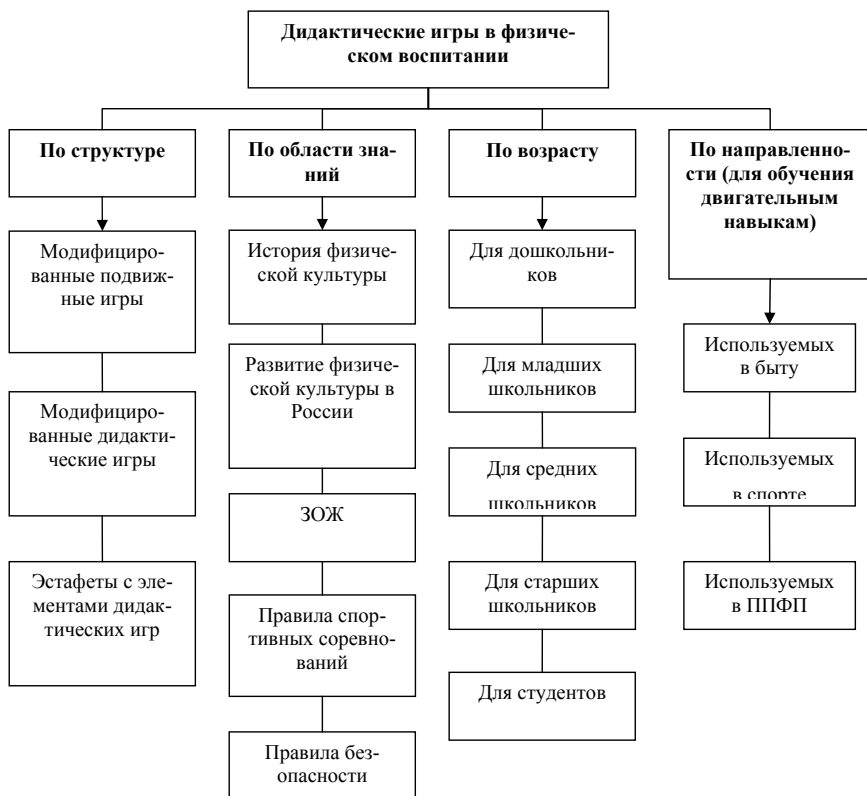 Дидактические игры в физиче-
ском воспитании
По структуре
Модифициро-
ванные подвиж-
ные игры
Модифициро-
ванные дидакти-
ческие игры
Эстафеты с эле-
ментами дидак-
тических игр
По области зна-
ний
История физиче-
ской культуры
Развитие физиче-
ской культуры в
России
ЗОЖ
Правила спор-
тивных соревно-
ваний
Правила без-
опасности
По возрасту
Для дошкольни-
ков
Для младших
школьников
Для средних
школьников
Для старших
школьников
Для студентов
По направленно-
сти (для обучения
двигательным
навыкам)
Используемых
в быту
Используемых
в спорте
Используемых
в ППФП